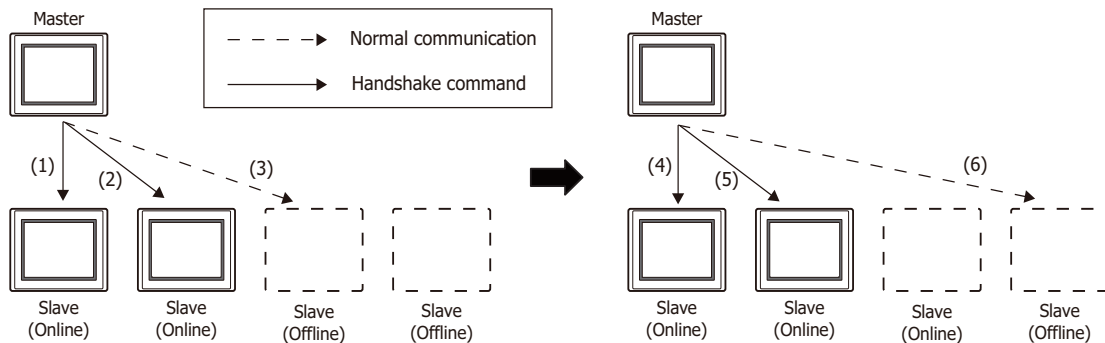 Master
Normal communication
Handshake command
(1)
(2)
(3)
Slave
(Online)
Slave
(Online)
Slave
(Offline)
Slave
(Offline)
Master
(4)
(5)
(6)
Slave
(Online)
Slave
(Online)
Slave
(Online)
Slave
(Offline)